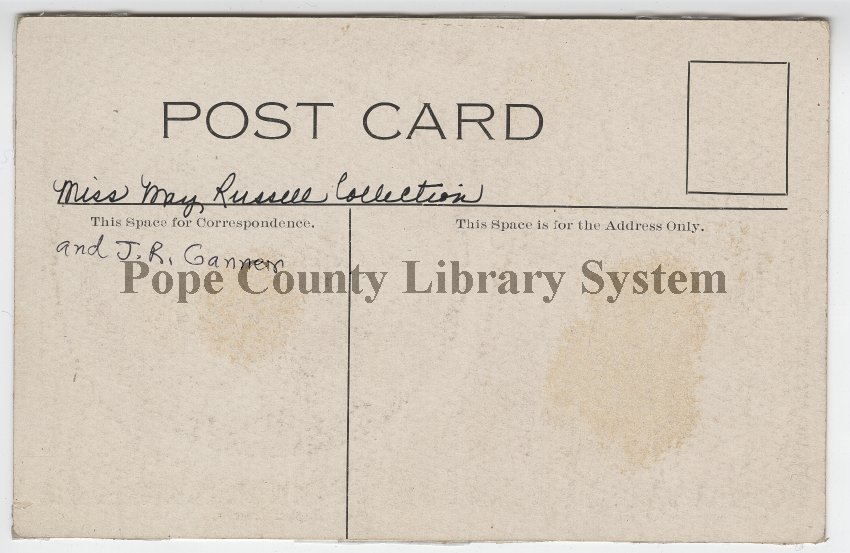 POST CARD
Miss May Russell Collection
This Space for Correspondence.
This Space is for the Address Only.
and J. R. Gannen
Pope County Library System